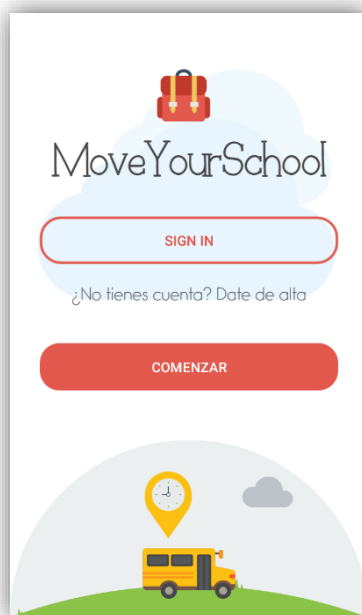 MoveYourSchool
SIGN IN
¿No tienes cuenta? Date de alta
COMENZAR